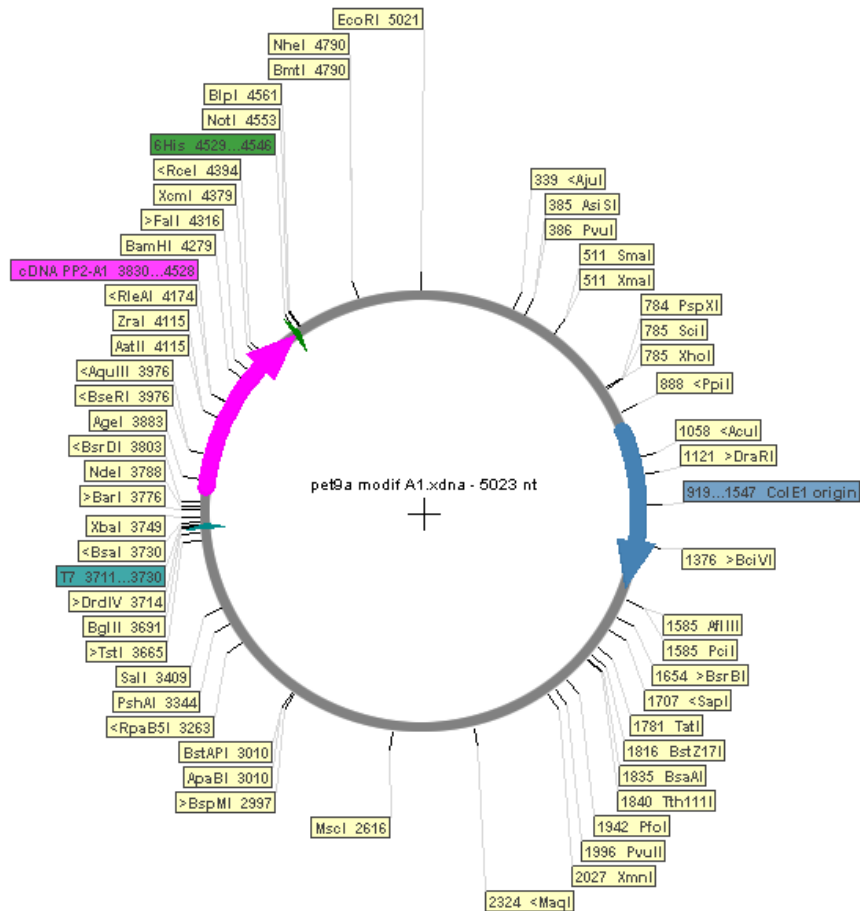 EcoRI 5021
NheI 4790
BmtI 4790
BlpI 4561
NotI 4553
6His 4529...4546
<RceI 4394
XcmI 4379
>FalI 4316
BamHI 4279
cDNA PP2-A1 3830...4528
<RleAI 4174
ZraI 4115
AatII 4115
<AquIII 3976
<BseRI 3976
AgeI 3883
<BsrDI 3803
NdeI 3788
>BarI 3776
XbaI 3749
<BsaI 3730
T7 3711...3730
>DrdIV 3714
BglII 3691
>TstI 3665
SalI 3409
PshAI 3344
<RpaB5I 3263
BstAPI 3010
ApaBI 3010
>BspMI 2997
MscI 2616
pet9a modif A1.xdna - 5023 nt
339 <AjuI
385 AsiSI
386 PvuI
511 SmaI
511 XmaI
784 PspXI
785 SciI
785 XhoI
888 <PpiI
1058 <AcuI
1121 >DraRI
919...1547 ColE1 origin
1376 >BciVI
1585 AflIII
1585 PciI
1654 >BsrBI
1707 <SapI
1781 TatI
1816 BstZ17I
1835 BsaAI
1840 Tth111I
1942 PfoI
1996 PvuII
2027 XmnI
2324 <MaqI